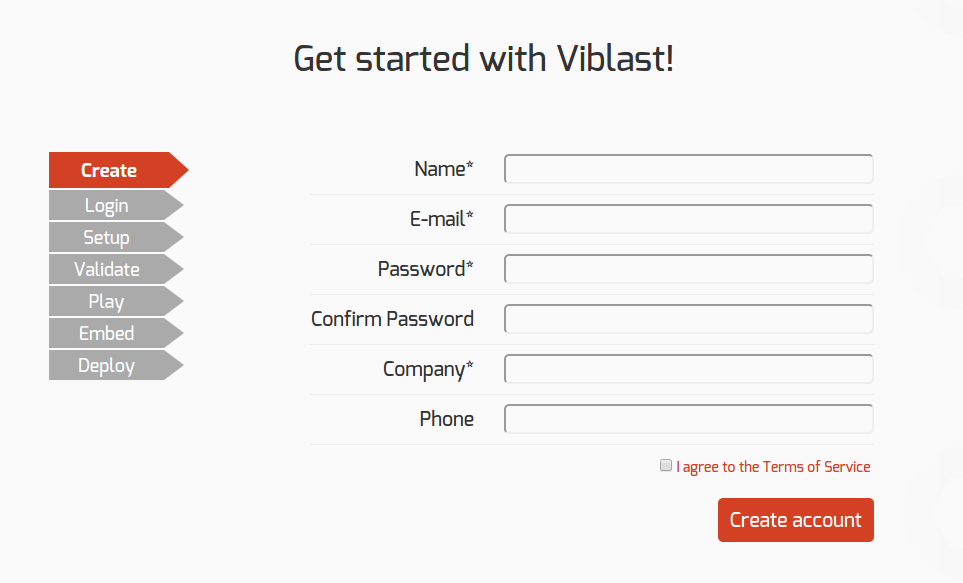 Get started with Viblast!
Create
Login
Setup
Validate
Play
Embed
Deploy
Name*
E-mail*
Password*
Confirm Password
Company*
Phone
I agree to the Terms of Service
Create account